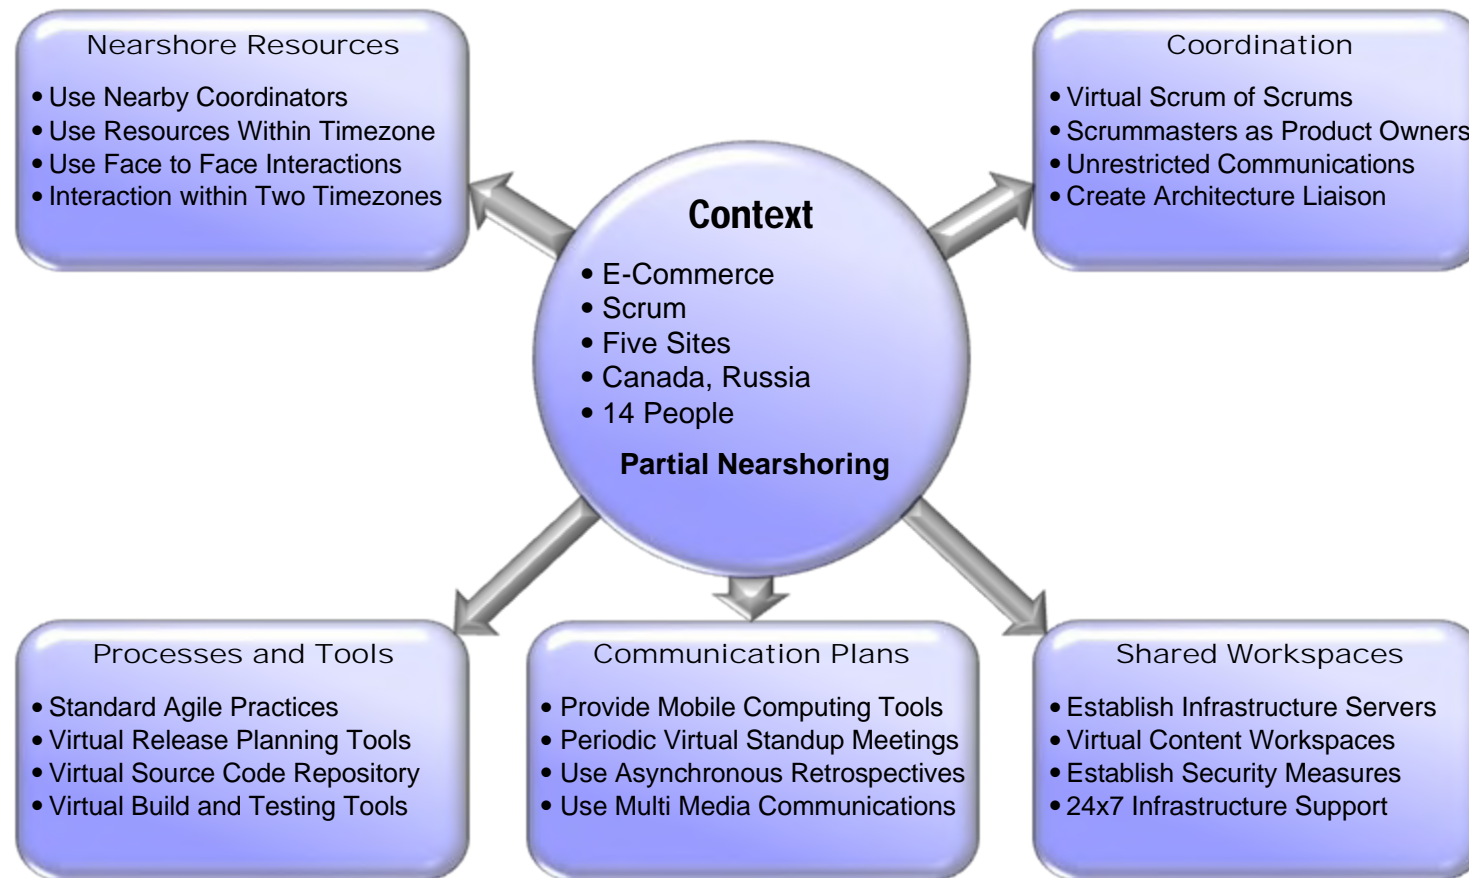 Nearshore Resources
• Use Nearby Coordinators
• Use Resources Within Timezone
• Use Face to Face Interactions
• Interaction within Two Timezones
Coordination
• Virtual Scrum of Scrums
• Scrummasters as Product Owners
• Unrestricted Communications
• Create Architecture Liaison
Context
• E-Commerce
• Scrum
• Five Sites
• Canada, Russia
• 14 People
Partial Nearshoring
Processes and Tools
• Standard Agile Practices
• Virtual Release Planning Tools
• Virtual Source Code Repository
• Virtual Build and Testing Tools
Communication Plans
• Provide Mobile Computing Tools
• Periodic Virtual Standup Meetings
• Use Asynchronous Retrospectives
• Use Multi Media Communications
Shared Workspaces
• Establish Infrastructure Servers
• Virtual Content Workspaces
• Establish Security Measures
• 24x7 Infrastructure Support